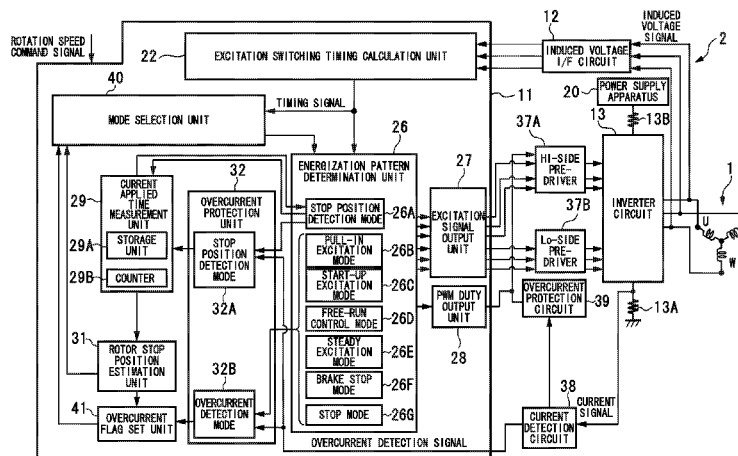 ROTATION SPEED
COMMAND SIGNAL
22
EXCITATION SWITCHING TIMING CALCULATION UNIT
12
INDUCED VOLTAGE
I/F CIRCUIT
INDUCED
VOLTAGE
SIGNAL
2
40
MODE SELECTION UNIT
TIMING SIGNAL
11
20
POWER SUPPLY
APPARATUS
13
13B
26
ENERGIZATION PATTERN
DETERMINATION UNIT
27
EXCITATION
SIGNAL
OUTPUT
UNIT
37A
Hi-SIDE
PRE-
DRIVER
37B
Lo-SIDE
PRE-
DRIVER
INVERTER
CIRCUIT
1
U
W
29
CURRENT
APPLIED
TIME
MEASUREMENT
UNIT
29A
STORAGE
UNIT
29B
COUNTER
32
OVERCURRENT
PROTECTION
UNIT
STOP
POSITION
DETECTION
MODE
32A
STOP POSITION
DETECTION MODE
26A
PULL-IN
EXCITATION
MODE
26B
START-UP
EXCITATION
MODE
26C
FREE-RUN
CONTROL MODE
26D
STEADY
EXCITATION
MODE
26E
BRAKE STOP
MODE
26F
STOP MODE
26G
PWM DUTY
OUTPUT
UNIT
28
OVERCURRENT
PROTECTION
CIRCUIT
39
13A
31
ROTOR STOP
POSITION
ESTIMATION
UNIT
32B
OVERCURRENT
DETECTION
MODE
41
OVERCURRENT
FLAG SET UNIT
38
CURRENT
DETECTION
CIRCUIT
CURRENT
SIGNAL
OVERCURRENT DETECTION SIGNAL